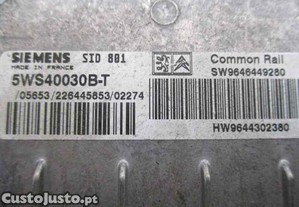 SIEMENS SID 801
MADE IN FRANCE
5WS40030B-T
/05653/226445853/02274
Common Rail
SW9646449280
HW9644302380
CustoJusto.pt